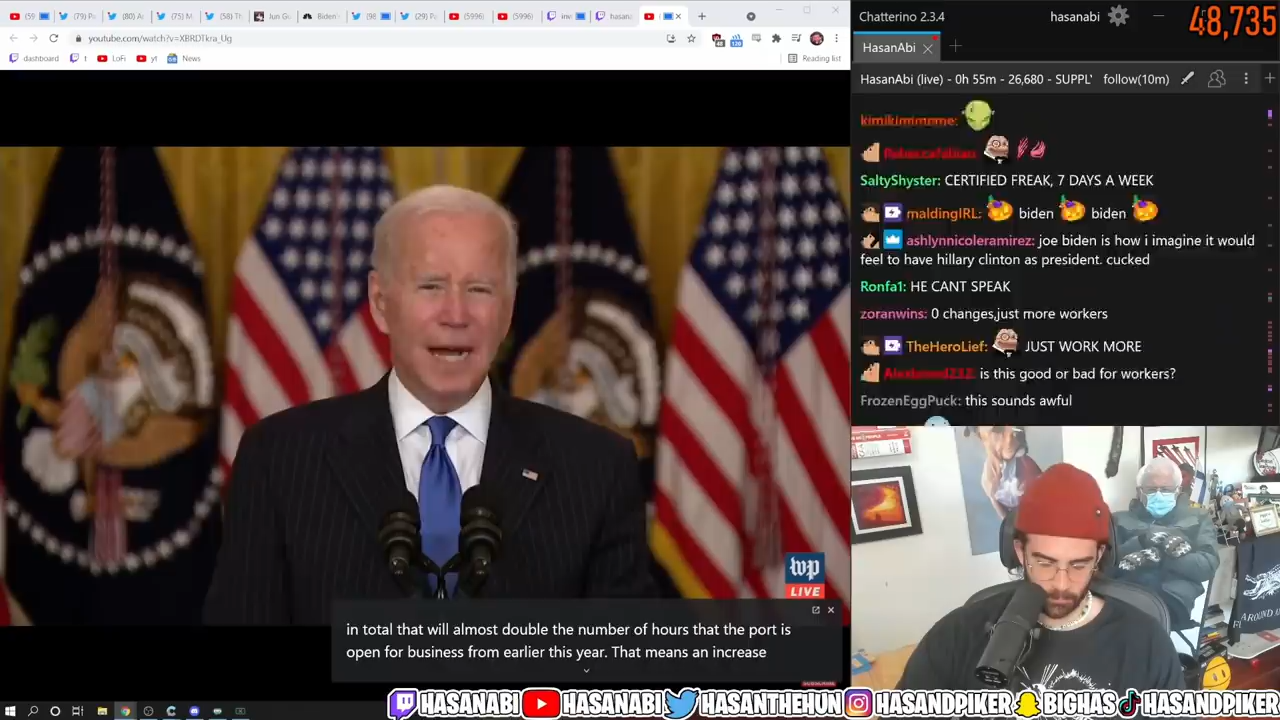 Chatterino 2.3.4
hasanabi
48,735
youtube.com/watch?v=XBRDTkra_Ug
dashboard
LoFi
yt
News
Reading list
HasanAbi
HasanAbi (live) - 0h 55m - 26,680 - SUPPL'
follow(10m)
SaltyShyster: CERTIFIED FREAK, 7 DAYS A WEEK
maldingIRL: biden biden
ashlynnicoleramirez: joe biden is how i imagine it would
feel to have hillary clinton as president. cucked
Ronfa1: HE CANT SPEAK
zoranwins: 0 changes,just more workers
TheHeroLief: JUST WORK MORE
is this good or bad for workers?
FrozenEggPuck: this sounds awful
wp
LIVE
in total that will almost double the number of hours that the port is
open for business from earlier this year. That means an increase
HASANABI HASANABI HASANTHEHUN HASANDPIKER BIGHAS HASANDPIKER